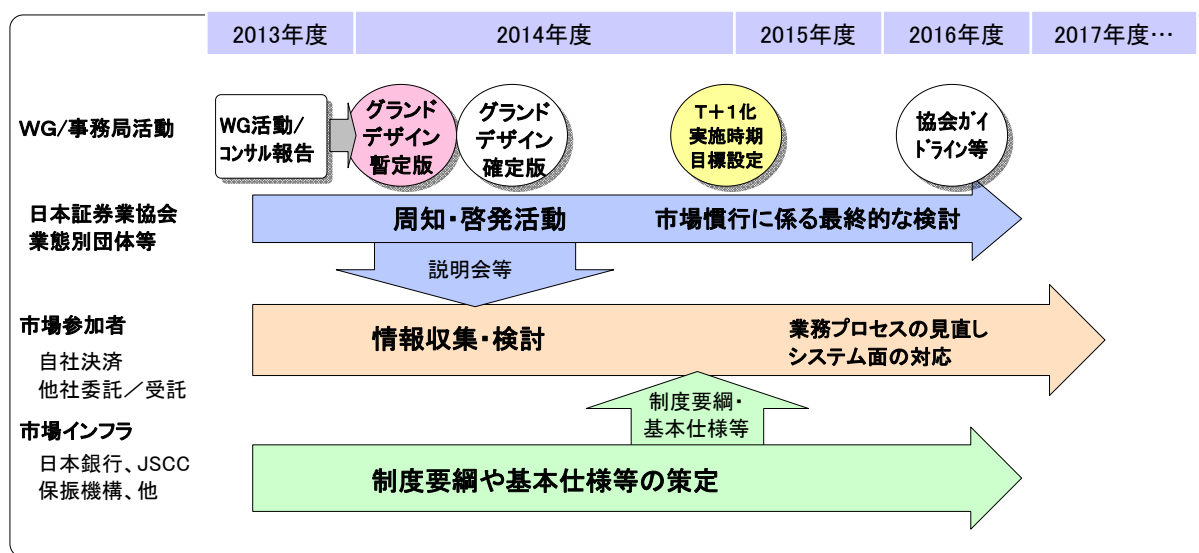 2013年度
2014年度
2015年度
2016年度
2017年度…
WG/事務局活動
WG活動/
コンサル報告
グランド
デザイン
暫定版
グランド
デザイン
確定版
T+1化
実施時期
目標設定
協会ガイ
ドライン等
日本証券業協会
業態別団体等
周知・啓発活動
市場慣行に係る最終的な検討
説明会等
市場参加者
自社決済
他社委託／受託
情報収集・検討
業務プロセスの見直し
システム面の対応
制度要綱・
基本仕様等
市場インフラ
日本銀行、JSCC
保振機構、他
制度要綱や基本仕様等の策定